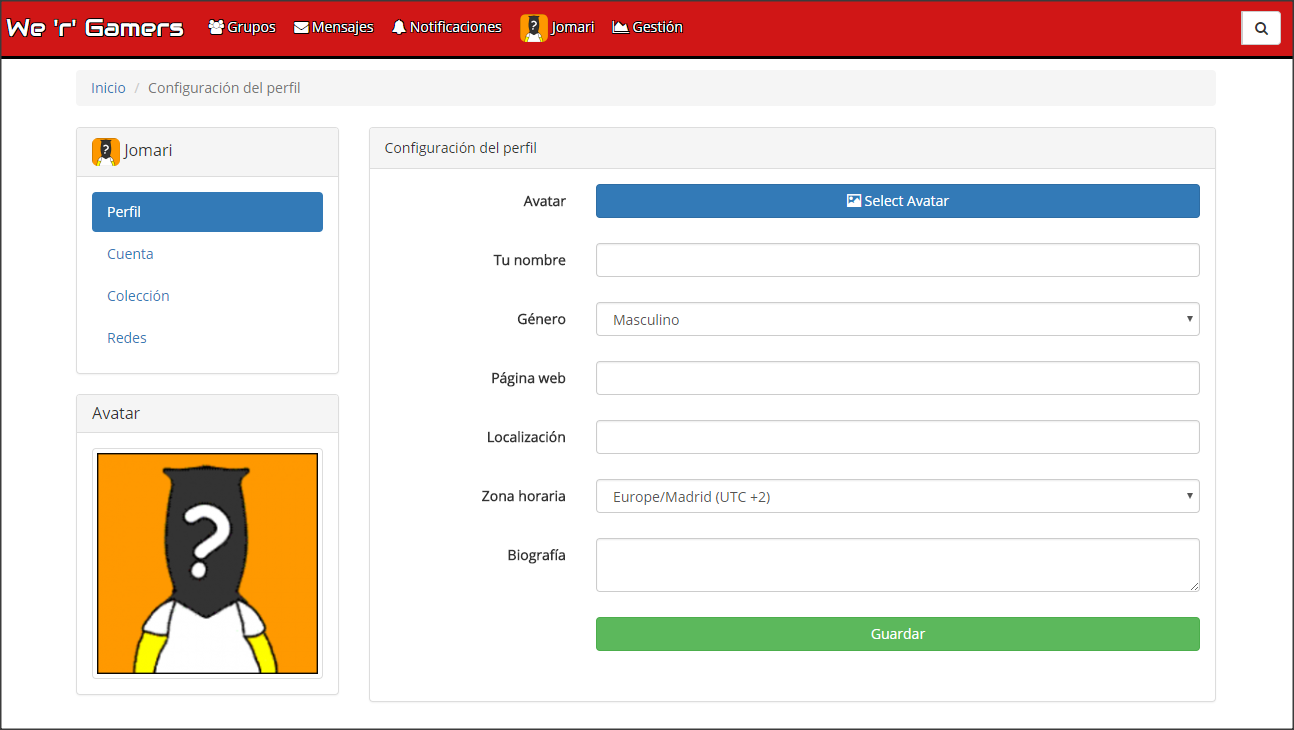 We 'r' Gamers Grupos Mensajes Notificaciones Jomari Gestión
Inicio / Configuración del perfil
Jomari
Perfil
Cuenta
Colección
Redes
Avatar
?
Configuración del perfil
Avatar Select Avatar
Tu nombre
Género Masculino
Página web
Localización
Zona horaria Europe/Madrid (UTC +2)
Biografía
Guardar